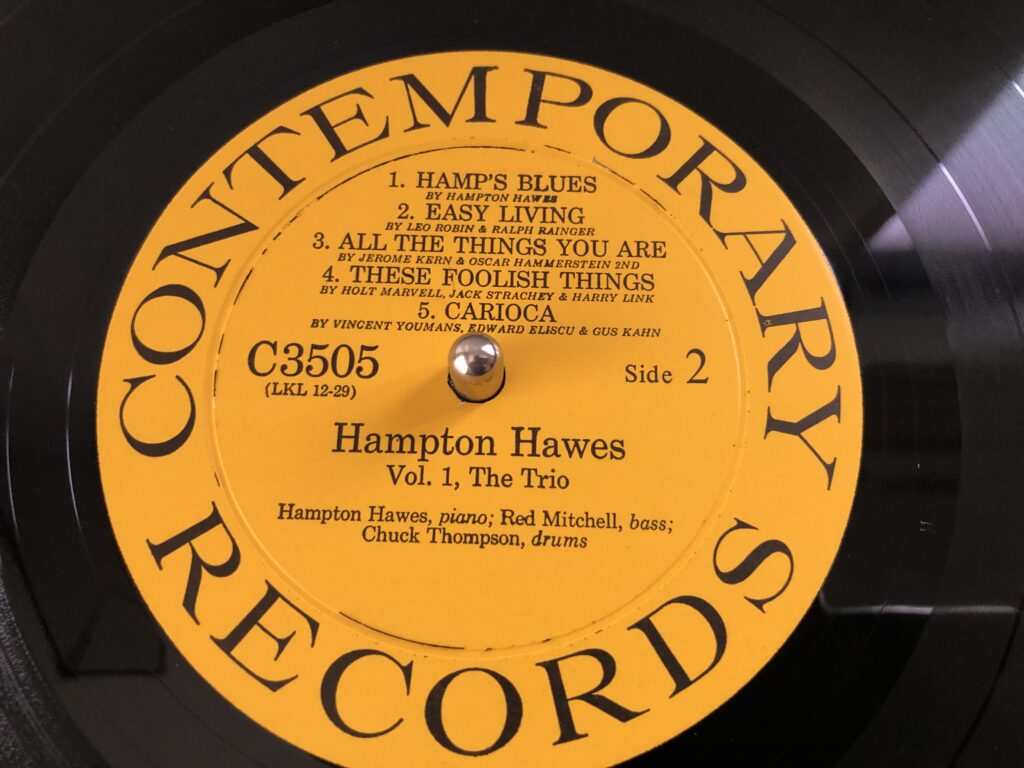 CONTEMPORARY
1. HAMP'S BLUES
BY HAMPTON HAWES
2. EASY LIVING
BY LEO ROBIN & RALPH RAINGER
3. ALL THE THINGS YOU ARE
BY JEROME KERN & OSCAR HAMMERSTEIN 2ND
4. THESE FOOLISH THINGS
BY HOLT MARVELL, JACK STRACHEY & HARRY LINK
5. CARIOCA
BY VINCENT YOUMANS, EDWARD ELISCU & GUS KAHN
C3505
(LKL 12-29)
Side 2
Hampton Hawes
Vol. 1, The Trio
Hampton Hawes, piano; Red Mitchell, bass;
Chuck Thompson, drums
RECORDS